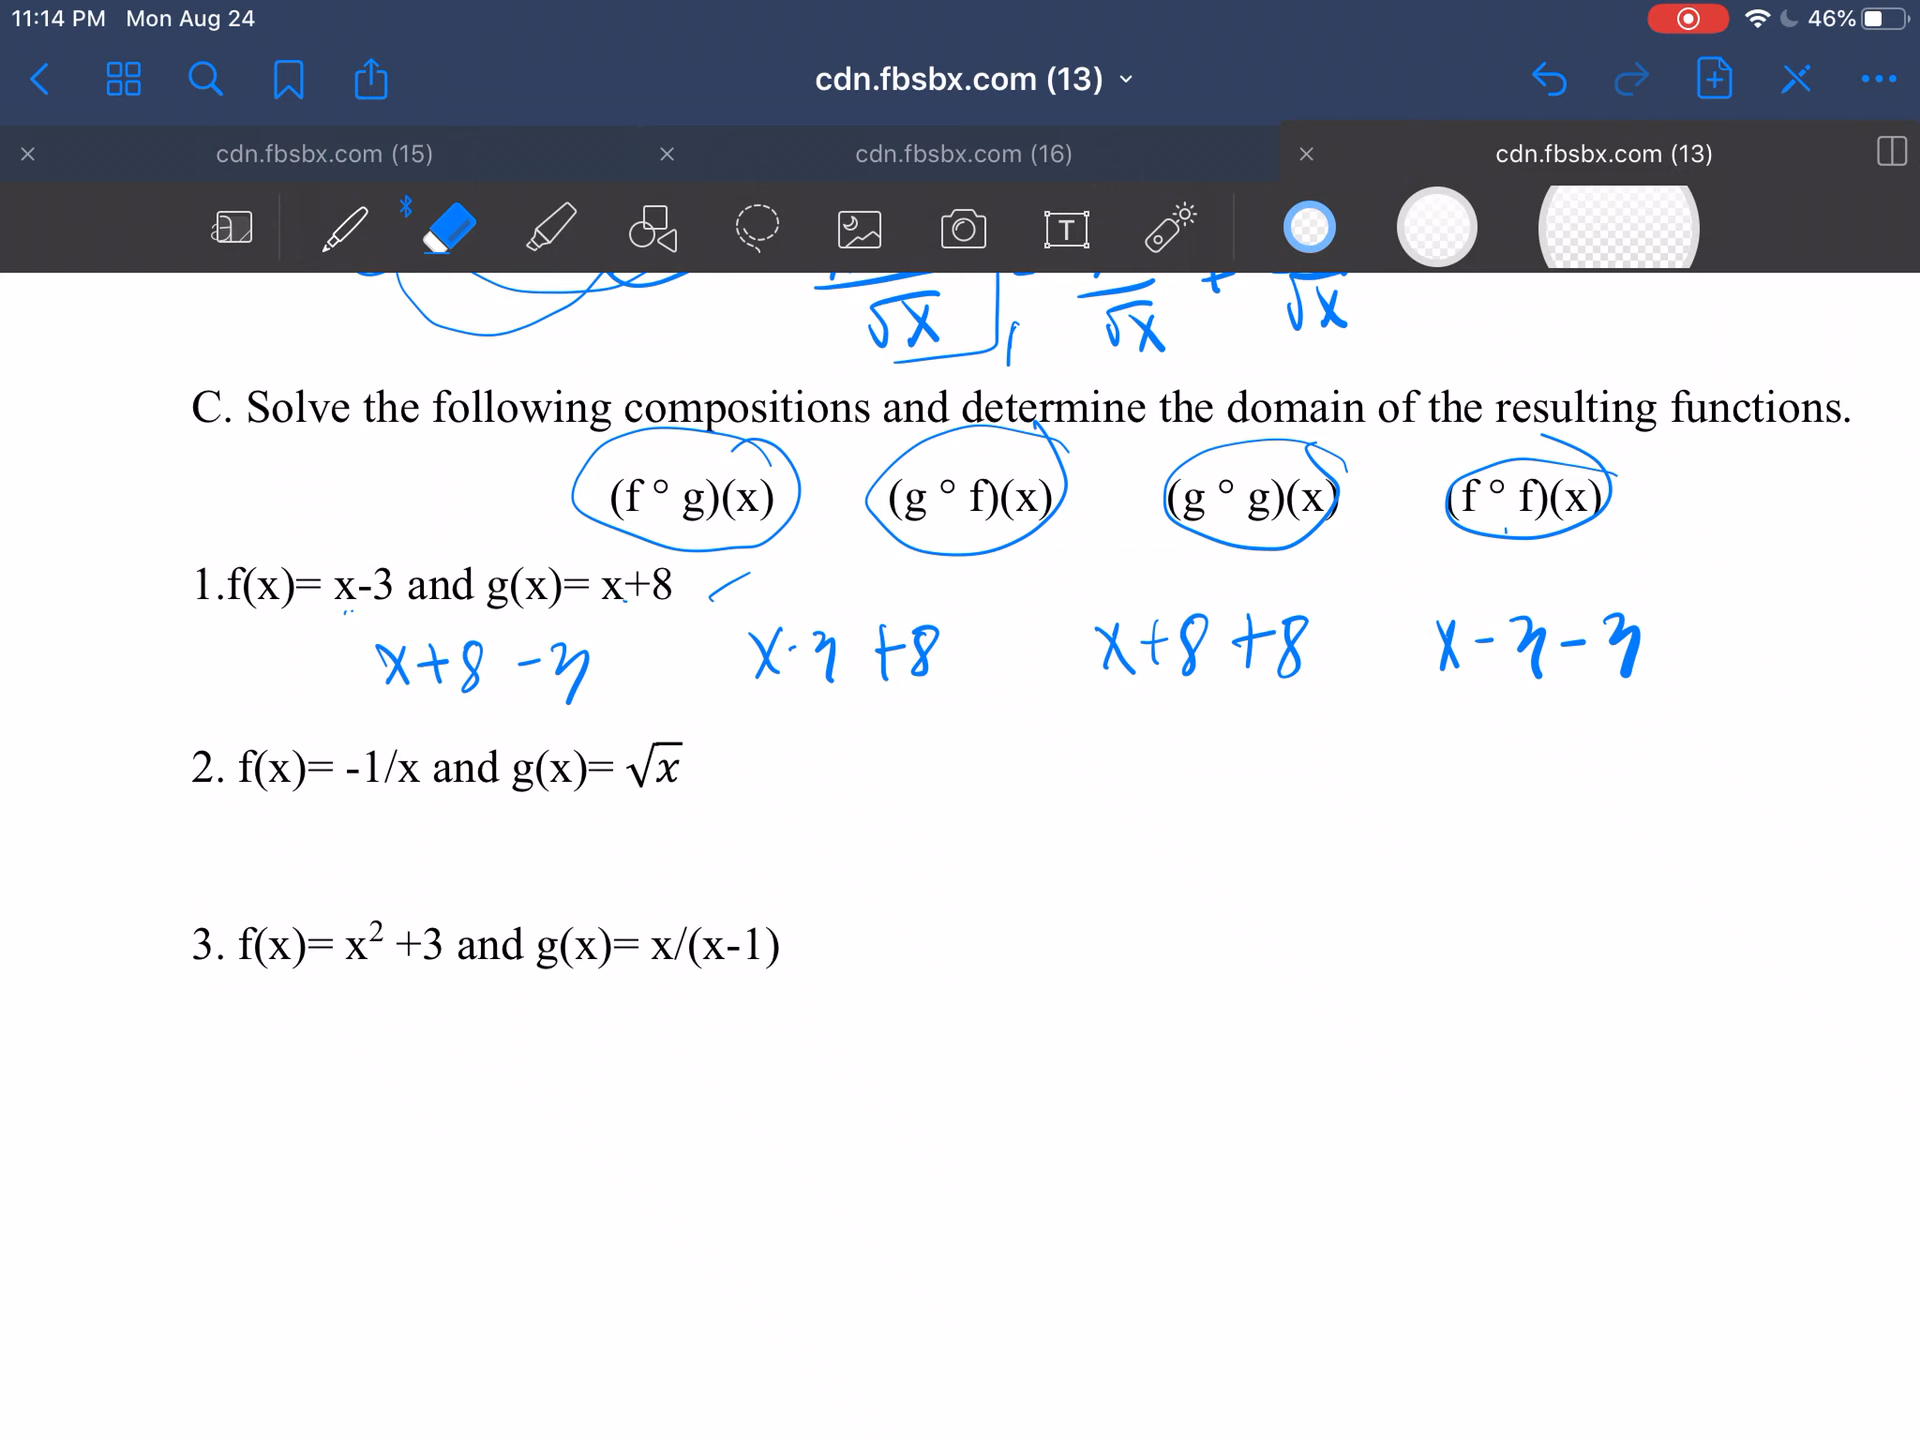 11:14 PM Mon Aug 24 46%
cdn.fbsbx.com (13)
cdn.fbsbx.com (15) cdn.fbsbx.com (16) cdn.fbsbx.com (13)
T
√x √x + √x
C. Solve the following compositions and determine the domain of the resulting functions.
(f ° g)(x) (g ° f)(x) (g ° g)(x) (f ° f)(x)
1.f(x)= x-3 and g(x)= x+8
x+8 -3 x-3 +8 x+8 +8 x-3-3
2. f(x)= -1/x and g(x)= √x
3. f(x)= x² +3 and g(x)= x/(x-1)